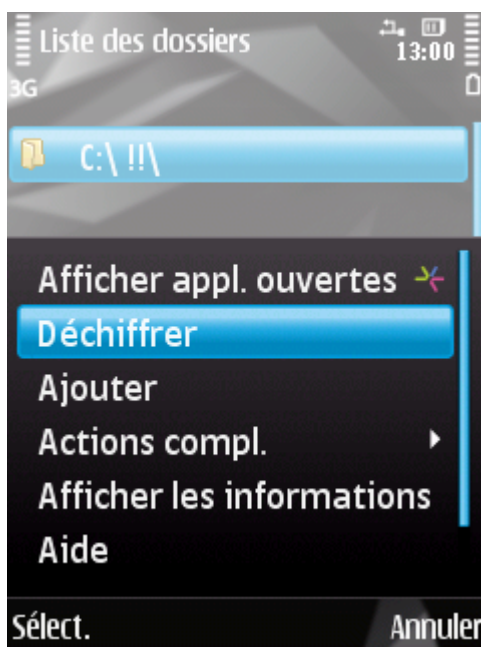 Liste des dossiers
13:00
3G
C:\ !!\
Afficher appl. ouvertes
Déchiffrer
Ajouter
Actions compl.
Afficher les informations
Aide
Sélect.
Annuler